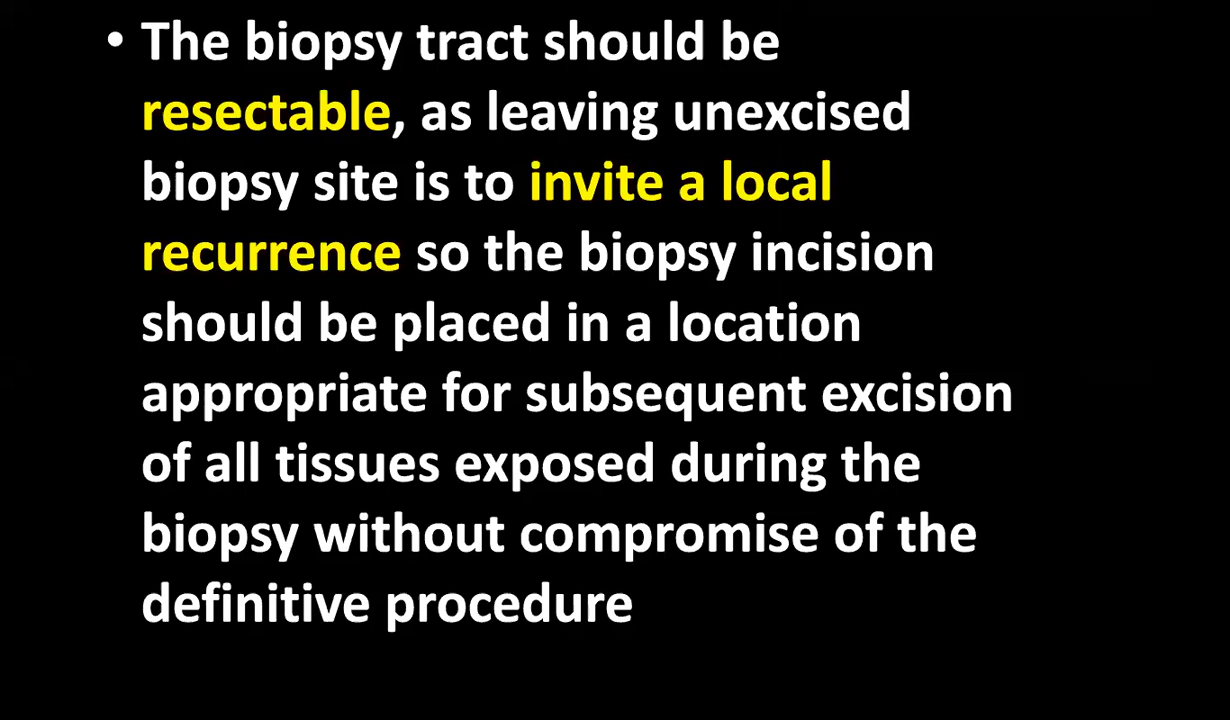 • The biopsy tract should be
resectable, as leaving unexcised
biopsy site is to invite a local
recurrence so the biopsy incision
should be placed in a location
appropriate for subsequent excision
of all tissues exposed during the
biopsy without compromise of the
definitive procedure